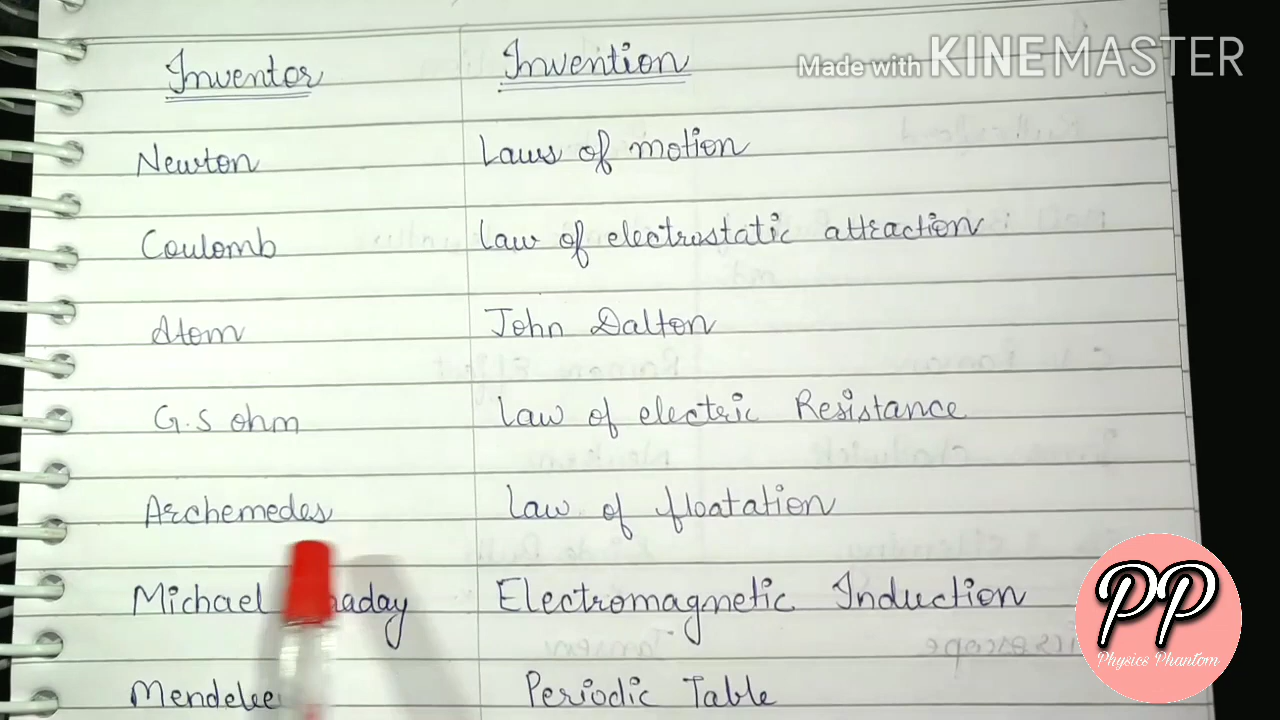 Inventor Invention
Made with KINEMASTER
Newton Laws of motion
Coulomb Law of electrostatic attraction
Atom John Dalton
G.S ohm Law of electric Resistance
Archemedes Law of floatation
Michael Electromagnetic Induction
Periodic Table
PP
Physics Phantom